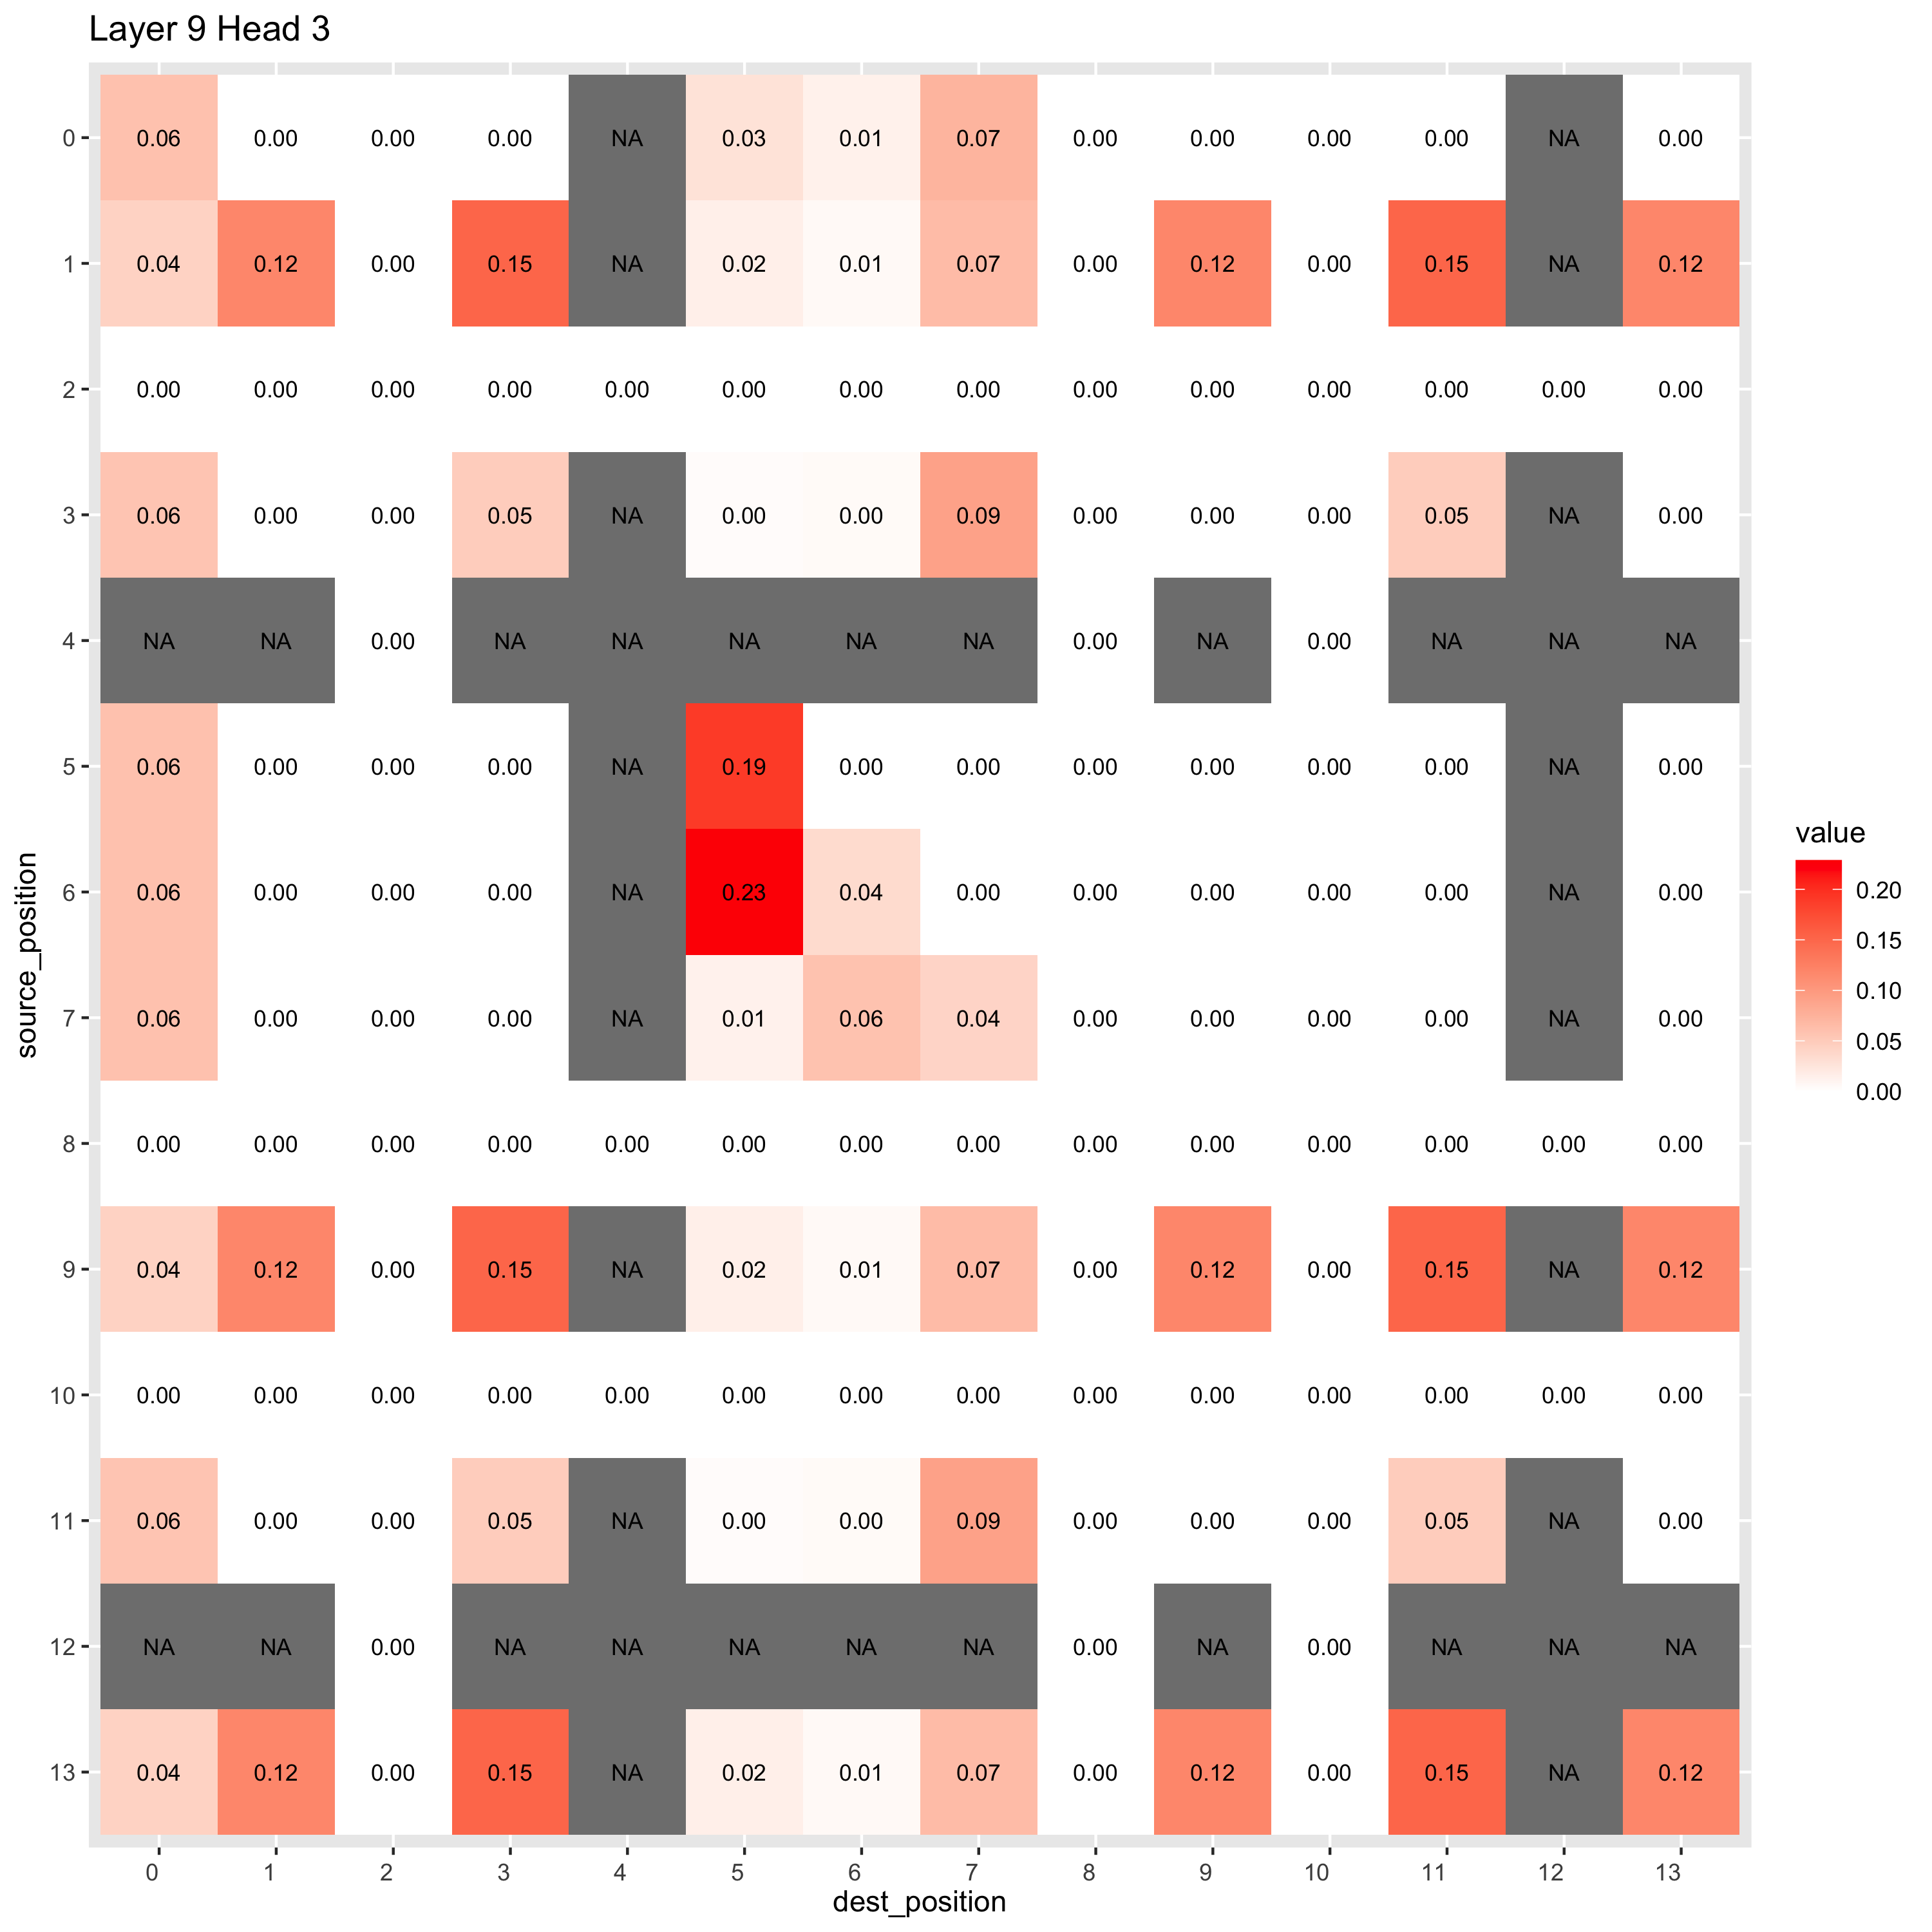 Layer 9 Head 3
0 0.06 0.00 0.00 0.00 NA 0.03 0.01 0.07 0.00 0.00 0.00 0.00 NA 0.00
1 0.04 0.12 0.00 0.15 NA 0.02 0.01 0.07 0.00 0.12 0.00 0.15 NA 0.12
2 0.00 0.00 0.00 0.00 0.00 0.00 0.00 0.00 0.00 0.00 0.00 0.00 0.00 0.00
3 0.06 0.00 0.00 0.05 NA 0.00 0.00 0.09 0.00 0.00 0.00 0.05 NA 0.00
4 NA NA 0.00 NA NA NA NA NA 0.00 NA 0.00 NA NA NA
5 0.06 0.00 0.00 0.00 NA 0.19 0.00 0.00 0.00 0.00 0.00 0.00 NA 0.00
6 0.06 0.00 0.00 0.00 NA 0.23 0.04 0.00 0.00 0.00 0.00 0.00 NA 0.00
7 0.06 0.00 0.00 0.00 NA 0.01 0.06 0.04 0.00 0.00 0.00 0.00 NA 0.00
8 0.00 0.00 0.00 0.00 0.00 0.00 0.00 0.00 0.00 0.00 0.00 0.00 0.00 0.00
9 0.04 0.12 0.00 0.15 NA 0.02 0.01 0.07 0.00 0.12 0.00 0.15 NA 0.12
10 0.00 0.00 0.00 0.00 0.00 0.00 0.00 0.00 0.00 0.00 0.00 0.00 0.00 0.00
11 0.06 0.00 0.00 0.05 NA 0.00 0.00 0.09 0.00 0.00 0.00 0.05 NA 0.00
12 NA NA 0.00 NA NA NA NA NA 0.00 NA 0.00 NA NA NA
13 0.04 0.12 0.00 0.15 NA 0.02 0.01 0.07 0.00 0.12 0.00 0.15 NA 0.12
0 1 2 3 4 5 6 7 8 9 10 11 12 13
dest_position
source_position
value
0.20
0.15
0.10
0.05
0.00